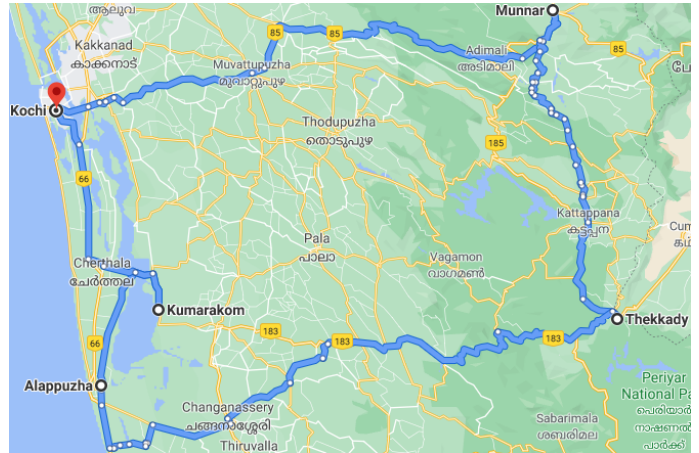 ആലുവ
Munnar
85
85
85
Kakkanad
കാക്കനാട്
Adimali
അടിമാലി
Muvattupuzha
മൂവാറ്റുപുഴ
Kochi
Thodupuzha
തൊടുപുഴ
185
66
Kattappana
കട്ടപ്പന
Pala
പാലാ
Vagamon
വാഗമൺ
Cherthala
ചേർത്തല
Kumarakom
Thekkady
183
183
183
66
Alappuzha
Periyar
National Pa
പെരിയാർ
നാഷണൽ
പാർക്ക്
Changanassery
ചങ്ങനാശ്ശേരി
Sabarimala
ശബരിമല
Thiruvalla